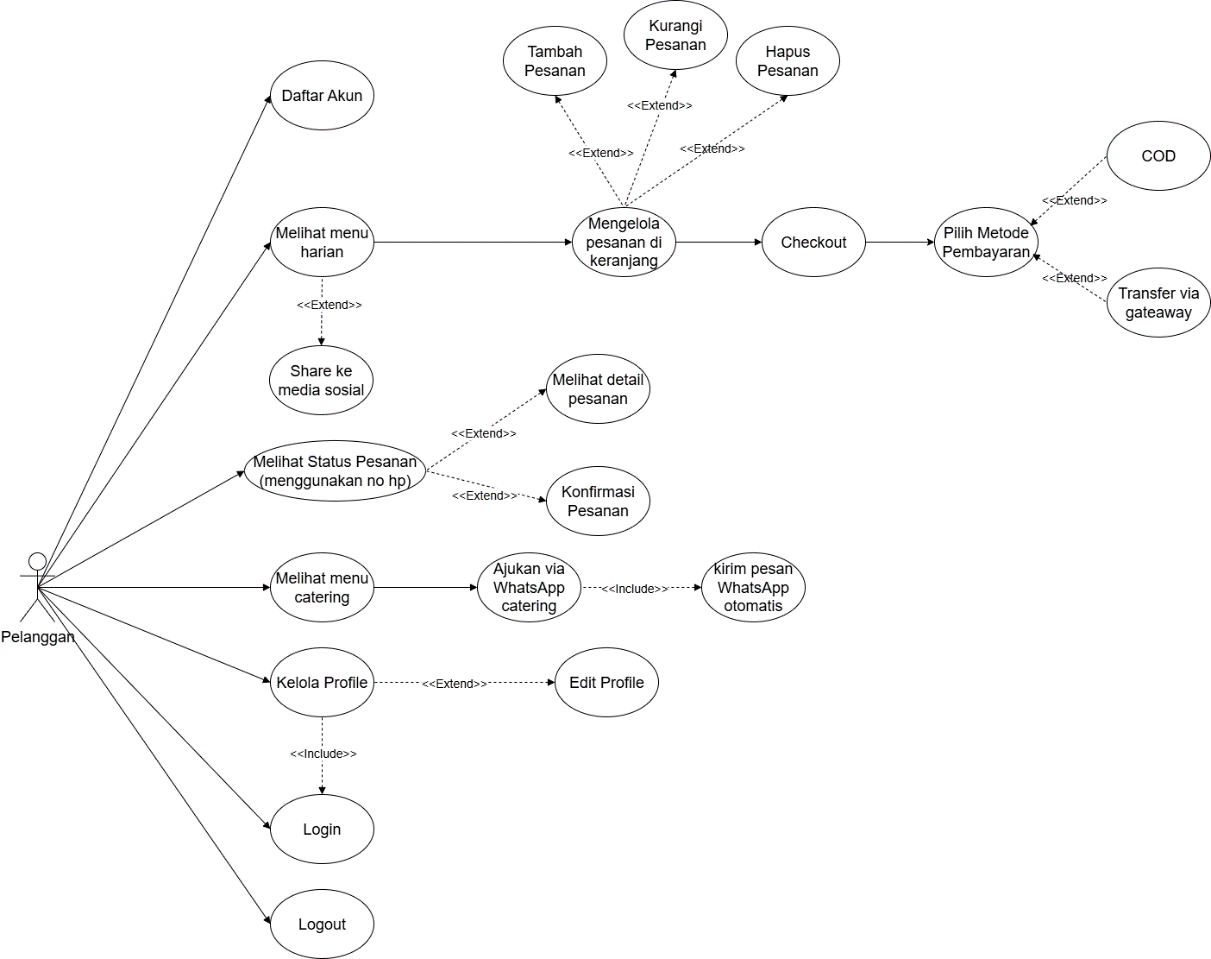 Kurangi
Pesanan
Tambah
Pesanan
Hapus
Pesanan
Daftar Akun
<<Extend>>
<<Extend>>
<<Extend>>
COD
<<Extend>>
Melihat menu
harian
Mengelola
pesanan di
keranjang
Checkout
Pilih Metode
Pembayaran
<<Extend>>
Transfer via
gateaway
<<Extend>>
Share ke
media sosial
Melihat detail
pesanan
<<Extend>>
Melihat Status Pesanan
(menggunakan no hp)
<<Extend>>
Konfirmasi
Pesanan
Melihat menu
catering
Ajukan via
WhatsApp
catering
<<Include>>
kirim pesan
WhatsApp
otomatis
Pelanggan
Kelola Profile
<<Extend>>
Edit Profile
<<Include>>
Login
Logout